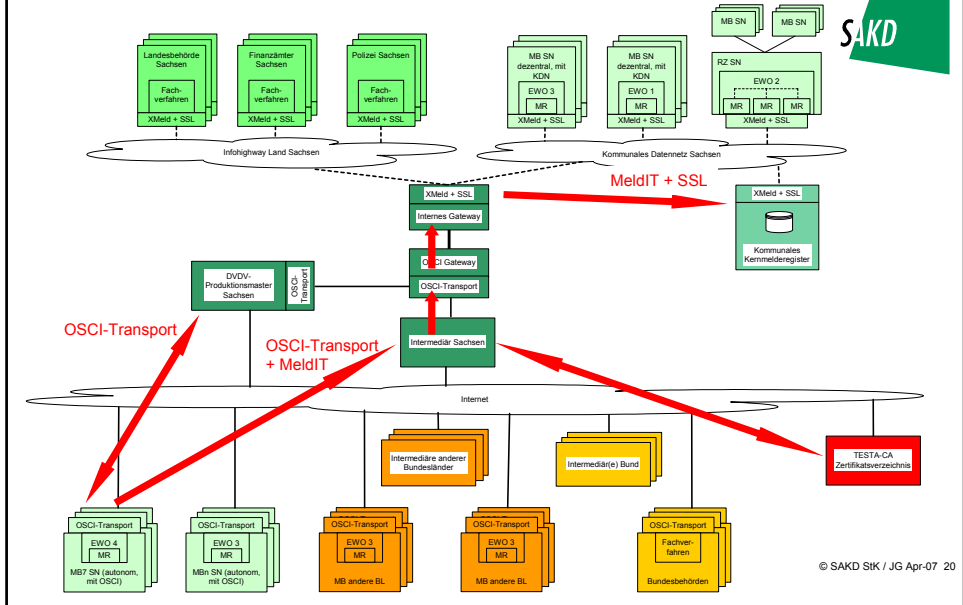 SAKD
MB SN
MB SN
Landesbehörde
Sachsen
Fach-
verfahren
XMeld + SSL
Finanzämter
Sachsen
Fach-
verfahren
XMeld + SSL
Polizei Sachsen
Fach-
verfahren
XMeld + SSL
MB SN
dezentral, mit
KDN
EWO 3
MR
XMeld + SSL
MB SN
dezentral, mit
KDN
EWO 1
MR
XMeld + SSL
RZ SN
EWO 2
MR
MR
MR
XMeld + SSL
Infohighway Land Sachsen
Kommunales Datennetz Sachsen
MeldIT + SSL
XMeld + SSL
Internes Gateway
XMeld + SSL
Kommunales
Kernmelderegister
OSCI Gateway
OSCI-Transport
DVDV-
Produktionsmaster
Sachsen
OSCI-
Transport
OSCI-Transport
OSCI-Transport
+ MeldIT
Intermediär Sachsen
Internet
Intermediäre anderer
Bundesländer
Intermediär(e) Bund
TESTA-CA
Zertifikatsverzeichnis
OSCI-Transport
EWO 4
MR
MB7 SN (autonom,
mit OSCI)
OSCI-Transport
EWO 3
MR
MBn SN (autonom,
mit OSCI)
OSCI-Transport
EWO 3
MR
MB andere BL
OSCI-Transport
EWO 3
MR
MB andere BL
OSCI-Transport
Fachver-
fahren
Bundesbehörden
© SAKD StK / JG Apr-07 20